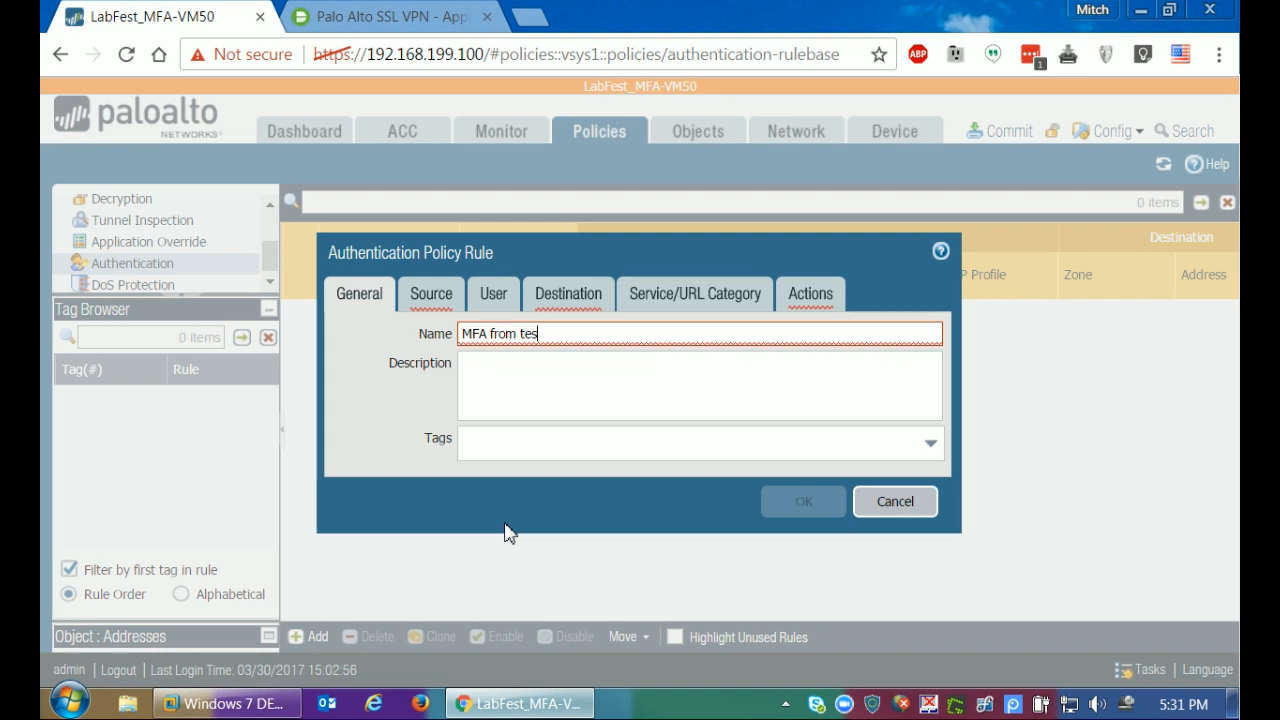 LabFest_MFA-VM50
Palo Alto SSL VPN - App
Mitch
Not secure
https://192.168.199.100/#policies::vsys1::policies/authentication-rulebase
ABP
1
LabFest_MFA-VM50
paloalto
NETWORKS
Dashboard
ACC
Monitor
Policies
Objects
Network
Device
Commit
Config
Search
Help
Decryption
Tunnel Inspection
Application Override
Authentication
DoS Protection
0 items
Destination
P Profile
Zone
Address
Tag Browser
0 items
Tag(#)
Rule
Authentication Policy Rule
General
Source
User
Destination
Service/URL Category
Actions
Name
MFA from tes
Description
Tags
OK
Cancel
Filter by first tag in rule
Rule Order
Alphabetical
Object : Addresses
Add
Delete
Clone
Enable
Disable
Move
Highlight Unused Rules
admin | Logout | Last Login Time: 03/30/2017 15:02:56
Tasks | Language
Windows 7 DE...
LabFest_MFA-V...
5:31 PM